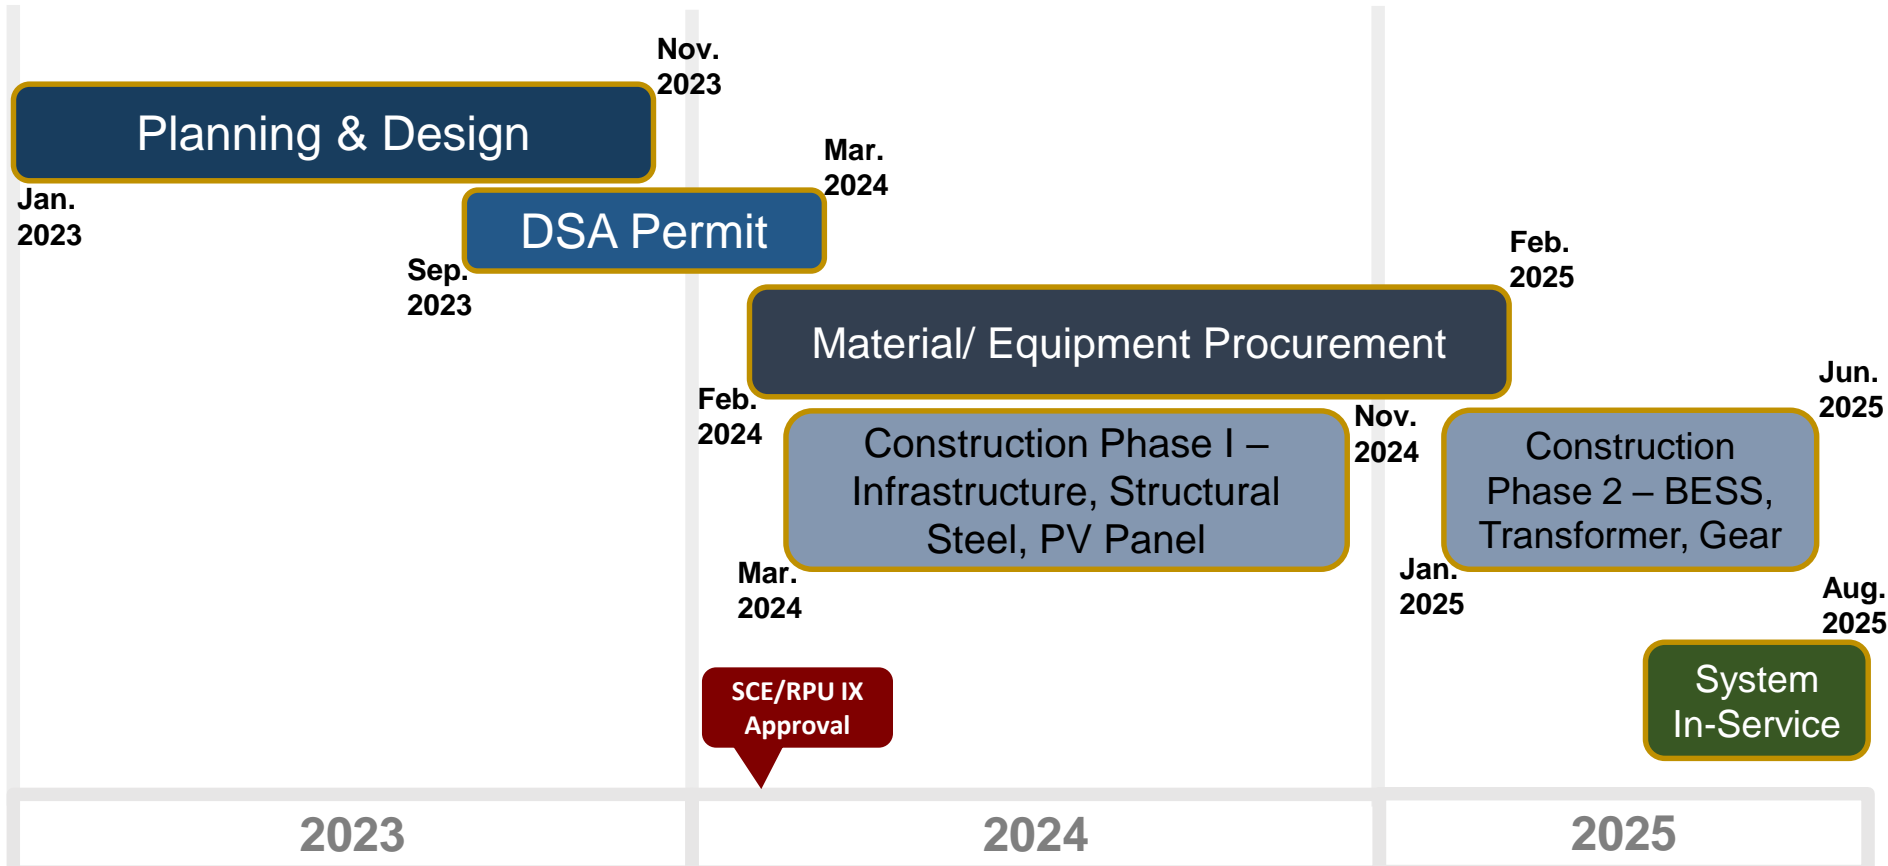 Nov.
2023
Planning & Design
Jan.
2023
Mar.
2024
DSA Permit
Sep.
2023
Feb.
2025
Material/ Equipment Procurement
Feb.
2024
Nov.
2024
Construction Phase I –
Infrastructure, Structural
Steel, PV Panel
Mar.
2024
Jun.
2025
Construction
Phase 2 – BESS,
Transformer, Gear
Jan.
2025
Aug.
2025
System
In-Service
SCE/RPU IX
Approval
2023
2024
2025